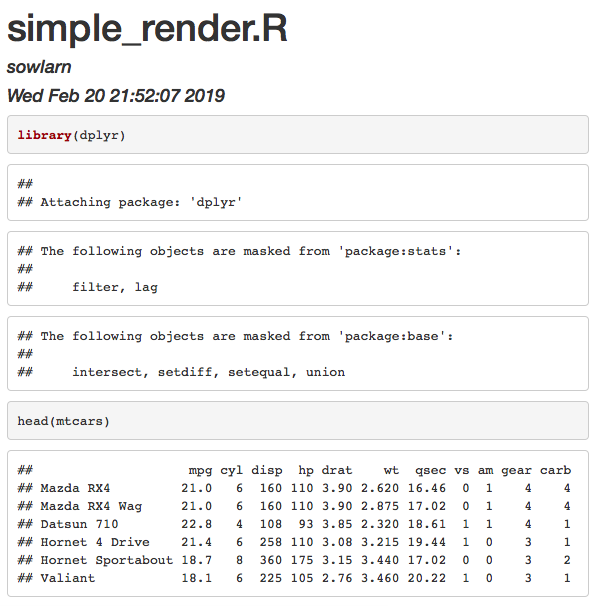 simple_render.R
sowlarn
Wed Feb 20 21:52:07 2019
library(dplyr)
##
## Attaching package: 'dplyr'
## The following objects are masked from 'package:stats':
##
##     filter, lag
## The following objects are masked from 'package:base':
##
##     intersect, setdiff, setequal, union
head(mtcars)
##                    mpg cyl disp  hp drat    wt  qsec vs am gear carb
## Mazda RX4         21.0   6  160 110 3.90 2.620 16.46  0  1    4    4
## Mazda RX4 Wag     21.0   6  160 110 3.90 2.875 17.02  0  1    4    4
## Datsun 710        22.8   4  108  93 3.85 2.320 18.61  1  1    4    1
## Hornet 4 Drive    21.4   6  258 110 3.08 3.215 19.44  1  0    3    1
## Hornet Sportabout 18.7   8  360 175 3.15 3.440 17.02  0  0    3    2
## Valiant           18.1   6  225 105 2.76 3.460 20.22  1  0    3    1